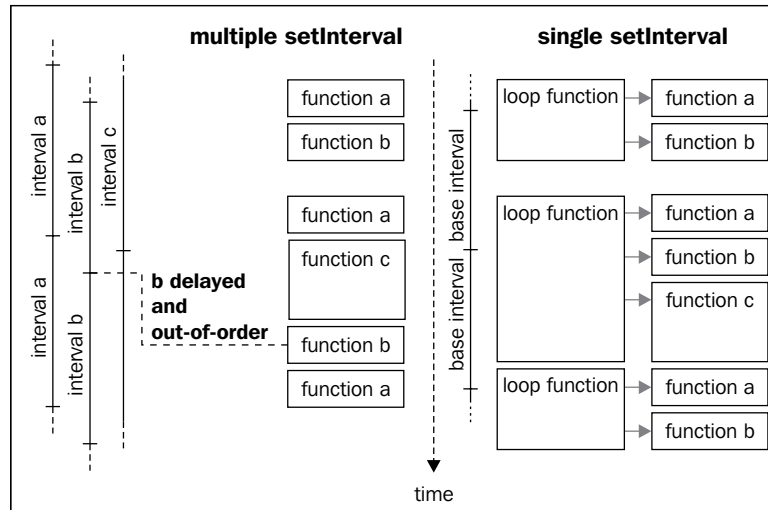 multiple setInterval
single setInterval
interval a
interval b
interval c
interval a
interval b
function a
function b
function a
function c
b delayed
and
out-of-order
function b
function a
time
base interval
base interval
loop function
function a
function b
loop function
function a
function b
function c
loop function
function a
function b